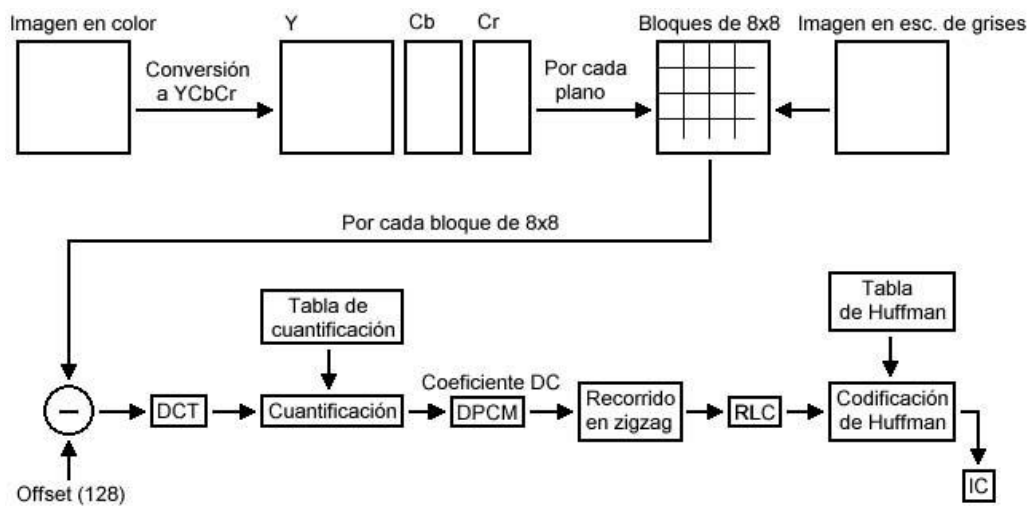 Imagen en color
Y
Cb
Cr
Bloques de 8x8
Imagen en esc. de grises
Conversión
a YCbCr
Por cada
plano
Por cada bloque de 8x8
Tabla de
cuantificación
Tabla
de Huffman
Coeficiente DC
−
DCT
Cuantificación
DPCM
Recorrido
en zigzag
RLC
Codificación
de Huffman
IC
Offset (128)